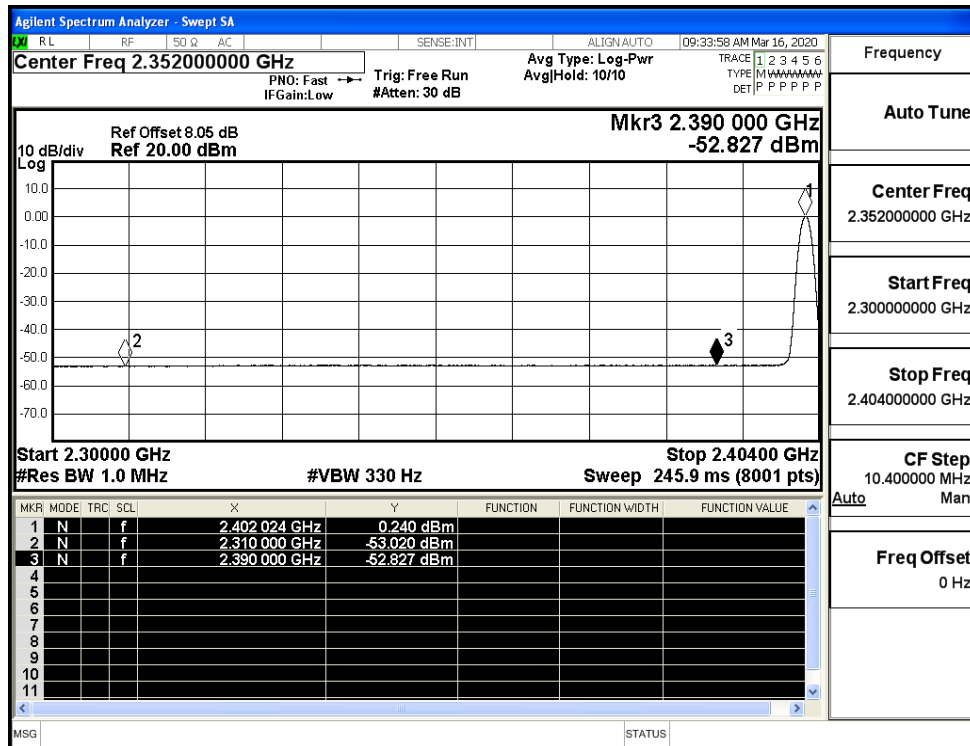 Agilent Spectrum Analyzer - Swept SA
LXI RL RF 50 Ω AC SENSE:INT ALIGN AUTO 09:33:58 AM Mar 16, 2020
Center Freq 2.352000000 GHz
PNO: Fast
IFGain:Low
Trig: Free Run
#Atten: 30 dB
Avg Type: Log-Pwr
Avg|Hold: 10/10
TRACE 1 2 3 4 5 6
TYPE M WWWWW
DET P P P P P P
Ref Offset 8.05 dB
Ref 20.00 dBm
10 dB/div
Log
Mkr3 2.390 000 GHz
-52.827 dBm
10.0
0.00
-10.0
-20.0
-30.0
-40.0
-50.0
-60.0
-70.0
1
2
3
Start 2.30000 GHz Stop 2.40400 GHz
#Res BW 1.0 MHz #VBW 330 Hz Sweep 245.9 ms (8001 pts)
MKR MODE TRC SCL X Y FUNCTION FUNCTION WIDTH FUNCTION VALUE
1 N f 2.402 024 GHz 0.240 dBm
2 N f 2.310 000 GHz -53.020 dBm
3 N f 2.390 000 GHz -52.827 dBm
4
5
6
7
8
9
10
11
MSG STATUS
Frequency
Auto Tune
Center Freq
2.352000000 GHz
Start Freq
2.300000000 GHz
Stop Freq
2.404000000 GHz
CF Step
10.400000 MHz
Auto Man
Freq Offset
0 Hz